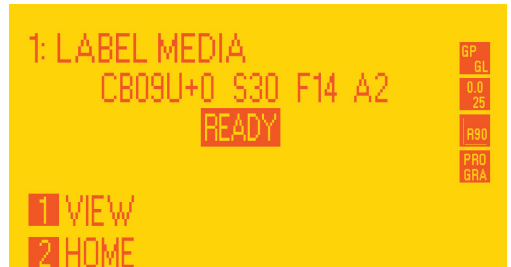 1: LABEL MEDIA
CB09U+0 S30 F14 A2
READY
GP
GL
0.0
25
R90
PRO
GRA
1 VIEW
2 HOME